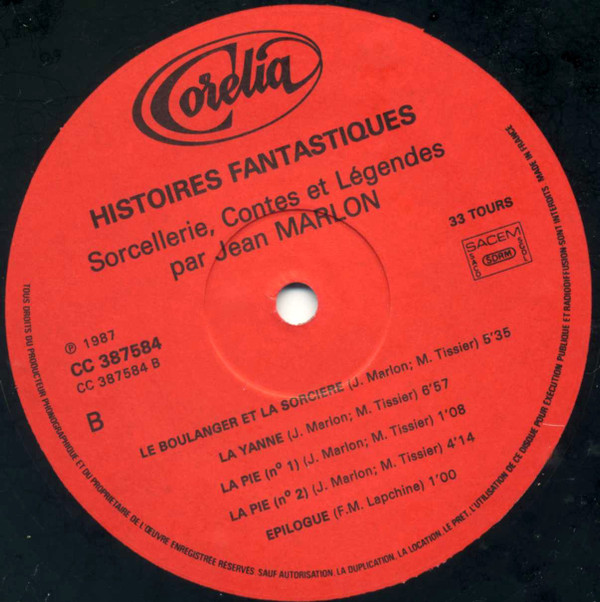 Corelia
HISTOIRES FANTASTIQUES
Sorcellerie, Contes et Légendes
par Jean MARLON
33 TOURS
SACEM
SDRM
℗ 1987
CC 387584
CC 387584 B
B
LE BOULANGER ET LA SORCIERE (J. Marlon; M. Tissier) 5'35
LA YANNE (J. Marlon; M. Tissier) 6'57
LA PIE (nº 1) (J. Marlon; M. Tissier) 1'08
LA PIE (nº 2) (J. Marlon; M. Tissier) 4'14
EPILOGUE (F.M. Lapchine) 1'00
TOUS DROITS DU PRODUCTEUR PHONOGRAPHIQUE ET DU PROPRIETAIRE DE L'ŒUVRE ENREGISTRÉE RÉSERVÉS. SAUF AUTORISATION. LA DUPLICATION. LA LOCATION. LE PRET. L'UTILISATION DE CE DISQUE POUR EXÉCUTION PUBLIQUE ET RADIODIFFUSION SONT INTERDITS MADE IN FRANCE